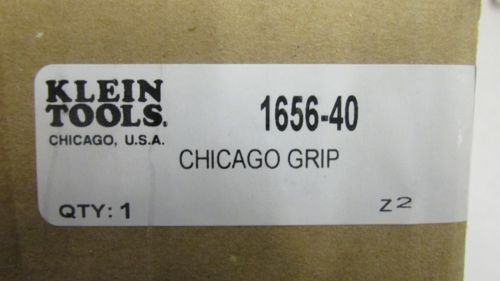 KLEIN
TOOLS.
CHICAGO, U.S.A.
1656-40
CHICAGO GRIP
QTY: 1
Z2